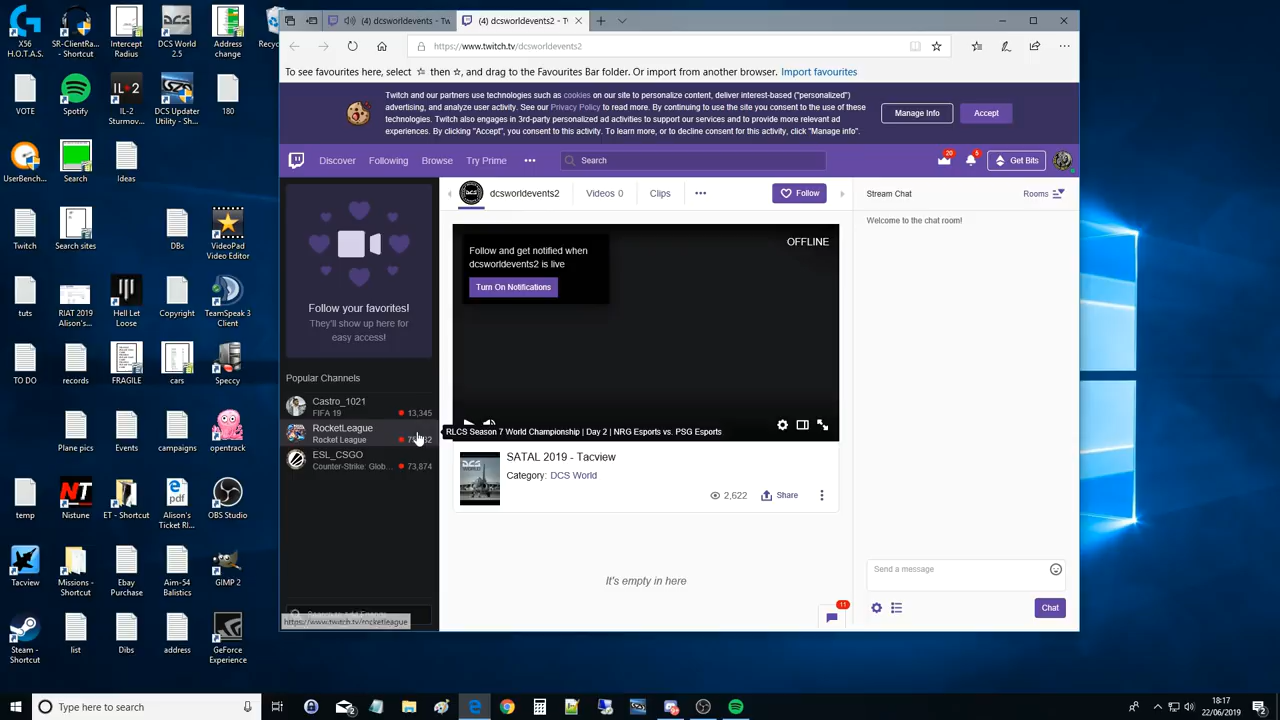 (4) dcsworldevents - Tw
(4) dcsworldevents2 - T
https://www.twitch.tv/dcsworldevents2
To see favourites here, select ☆ then ☆, and drag to the Favourites Bar folder. Or import from another browser. Import favourites
Twitch and our partners use technologies such as cookies on our site to personalize content, deliver interest-based ("personalized")
advertising, and analyze user activity. See our Privacy Policy to read more. By continuing to use the site you consent to the use of these
technologies. Twitch also engages in 3rd-party personalized ad activities to support our services and to provide more relevant ad
experiences. By clicking "Accept", you consent to this activity. To learn more, or to decline consent for this activity, click "Manage info".
Manage Info
Accept
Discover Following Browse Try Prime ••• Search
20
6
Get Bits
dcsworldevents2 Videos 0 Clips ••• Follow
Stream Chat
Rooms
Welcome to the chat room!
Follow your favorites!
They'll show up here for
easy access!
Popular Channels
Castro_1021
FIFA 19 13,345
RocketLeague
Rocket League
ESL_CSGO
Counter-Strike: Glob... 73,874
RLCS Season 7 World Championship | Day 2 | NRG Esports vs. PSG Esports
https://www.twitch.tv/rocketleague
OFFLINE
Follow and get notified when
dcsworldevents2 is live
Turn On Notifications
SATAL 2019 - Tacview
Category: DCS World
2,622 Share
It's empty in here
11
Send a message
Chat
X56
H.O.T.A.S.
SR-ClientRa...
- Shortcut
Intercept
Radius
DCS World
2.5
Address
change
Recy
VOTE
Spotify
IL-2
Sturmov...
DCS Updater
Utility - Sh...
180
UserBench...
Search
Ideas
Twitch
Search sites
DBs
VideoPad
Video Editor
tuts
RIAT 2019
Alison's...
Hell Let
Loose
Copyright
TeamSpeak 3
Client
TO DO
records
FRAGILE
cars
Speccy
music
Plane pics
Events
campaigns
opentrack
temp
Nistune
ET - Shortcut
Alison's
Ticket RI...
OBS Studio
Tacview
Missions -
Shortcut
Ebay
Purchase
Aim-54
Balistics
GIMP 2
Steam -
Shortcut
list
Dibs
address
GeForce
Experience
Type here to search
18:17
22/06/2019